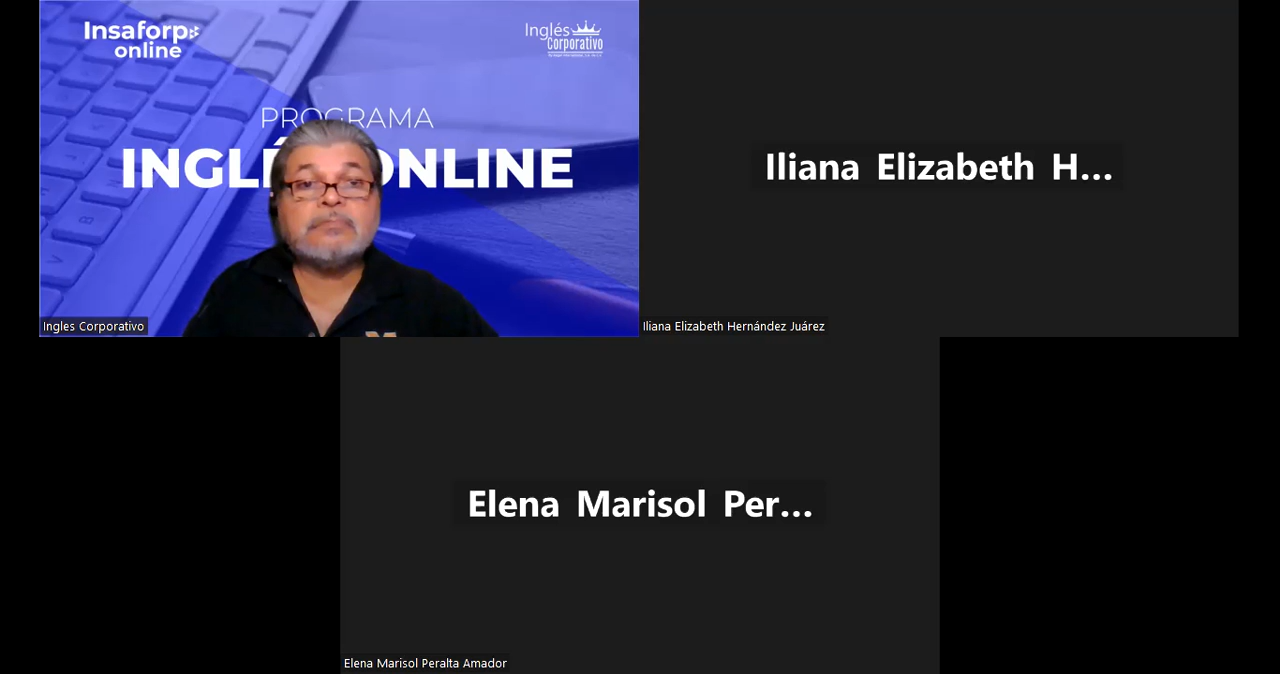 Insaforp
online
Inglés
Corporativo
PROGRAMA
INGLÉ ONLINE
Ingles Corporativo
Iliana Elizabeth H...
Iliana Elizabeth Hernández Juárez
Elena Marisol Per...
Elena Marisol Peralta Amador